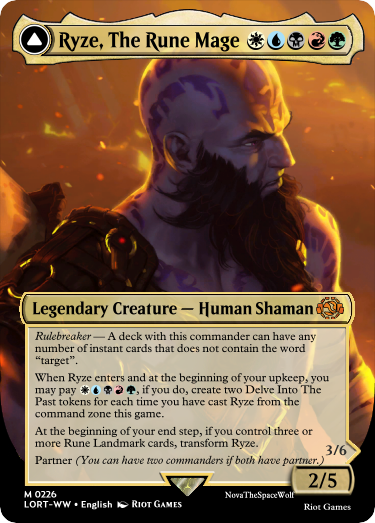 Ryze, The Rune Mage
Legendary Creature — Human Shaman
Rulebreaker — A deck with this commander can have any
number of instant cards that does not contain the word
“target”.
When Ryze enters and at the beginning of your upkeep, you
may pay , if you do, create two Delve Into The
Past tokens for each time you have cast Ryze from the
command zone this game.
At the beginning of your end step, if you control three
or more Rune Landmark cards, transform Ryze.
Partner (You can have two commanders if both have partner.)
3/6
2/5
M 0226
LORT-WW • English Riot Games
NovaTheSpaceWolf
Riot Games